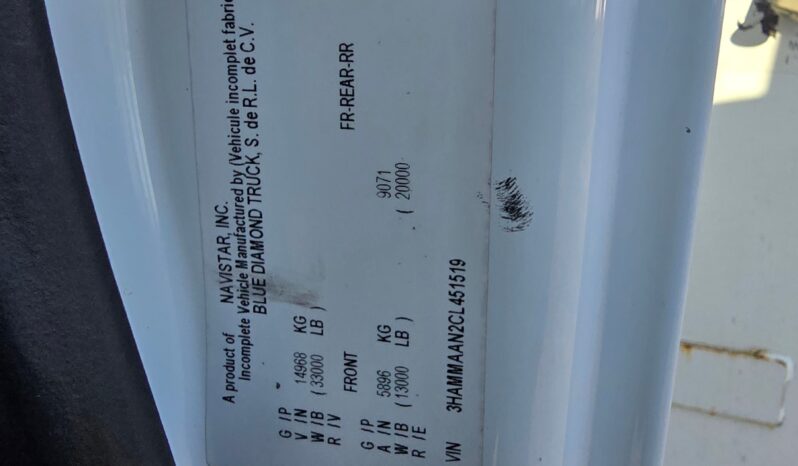 A product of NAVISTAR, INC.
Incomplete Vehicle Manufactured by (Vehicule incomplet fabriq
BLUE DIAMOND TRUCK, S. de R.L. de C.V.
G /P
V /N 14968 KG
W/B ( 33000 LB )
R /V FRONT FR-REAR-RR
G /P
A /N 5896 KG 9071
W/B ( 13000 LB ) ( 20000
R /E
VIN 3HAMMAAN2CL451519